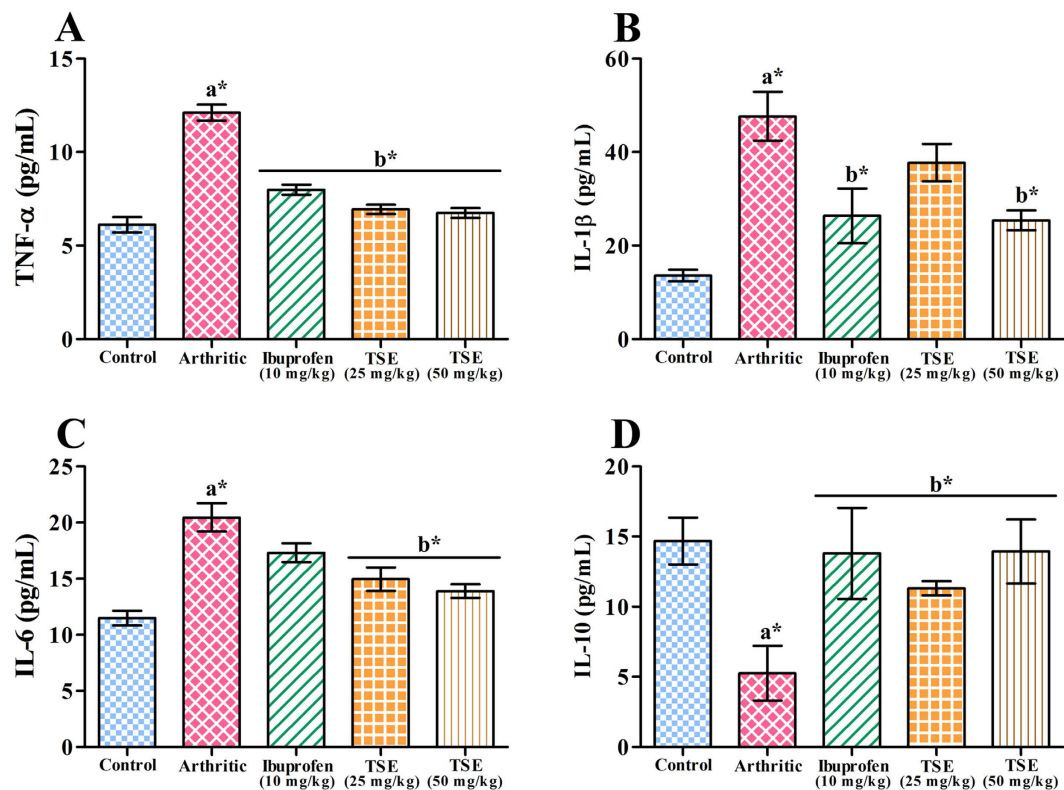 A
TNF-α (pg/mL)
15
10
5
0
a*
b*
Control
Arthritic
Ibuprofen
(10 mg/kg)
TSE
(25 mg/kg)
TSE
(50 mg/kg)
B
IL-1β (pg/mL)
60
40
20
0
a*
b*
b*
Control
Arthritic
Ibuprofen
(10 mg/kg)
TSE
(25 mg/kg)
TSE
(50 mg/kg)
C
IL-6 (pg/mL)
25
20
15
10
5
0
a*
b*
Control
Arthritic
Ibuprofen
(10 mg/kg)
TSE
(25 mg/kg)
TSE
(50 mg/kg)
D
IL-10 (pg/mL)
20
15
10
5
0
a*
b*
Control
Arthritic
Ibuprofen
(10 mg/kg)
TSE
(25 mg/kg)
TSE
(50 mg/kg)